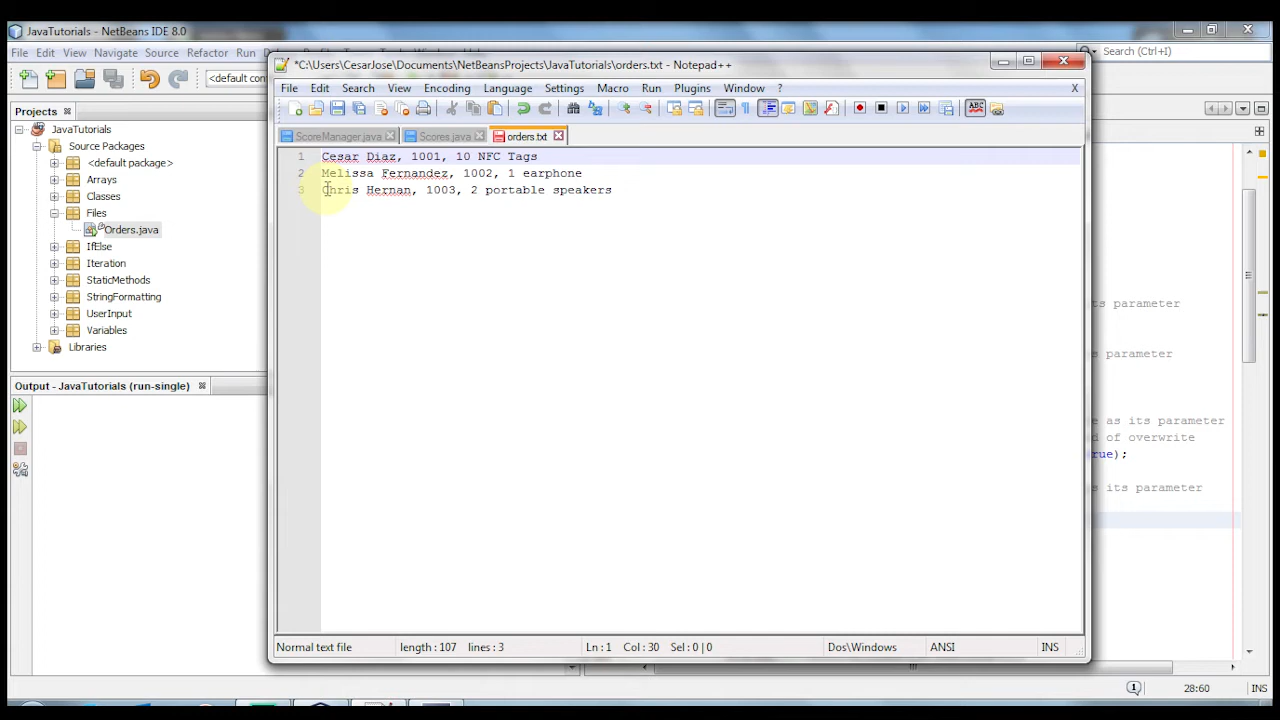 JavaTutorials - NetBeans IDE 8.0
File Edit View Navigate Source Refactor Run
Search (Ctrl+I)
<default con
Projects
JavaTutorials
Source Packages
<default package>
Arrays
Classes
Files
Orders.java
IfElse
Iteration
StaticMethods
StringFormatting
UserInput
Variables
Libraries
Output - JavaTutorials (run-single)
*C:\Users\CesarJose\Documents\NetBeansProjects\JavaTutorials\orders.txt - Notepad++
File Edit Search View Encoding Language Settings Macro Run Plugins Window ? X
ScoreManager.java Scores.java orders.txt
1 Cesar Diaz, 1001, 10 NFC Tags
2 Melissa Fernandez, 1002, 1 earphone
3 Chris Hernan, 1003, 2 portable speakers
Normal text file length : 107 lines : 3 Ln : 1 Col : 30 Sel : 0 | 0 Dos\Windows ANSI INS
ts parameter
s parameter
e as its parameter
d of overwrite
rue);
s its parameter
1 28:60 INS